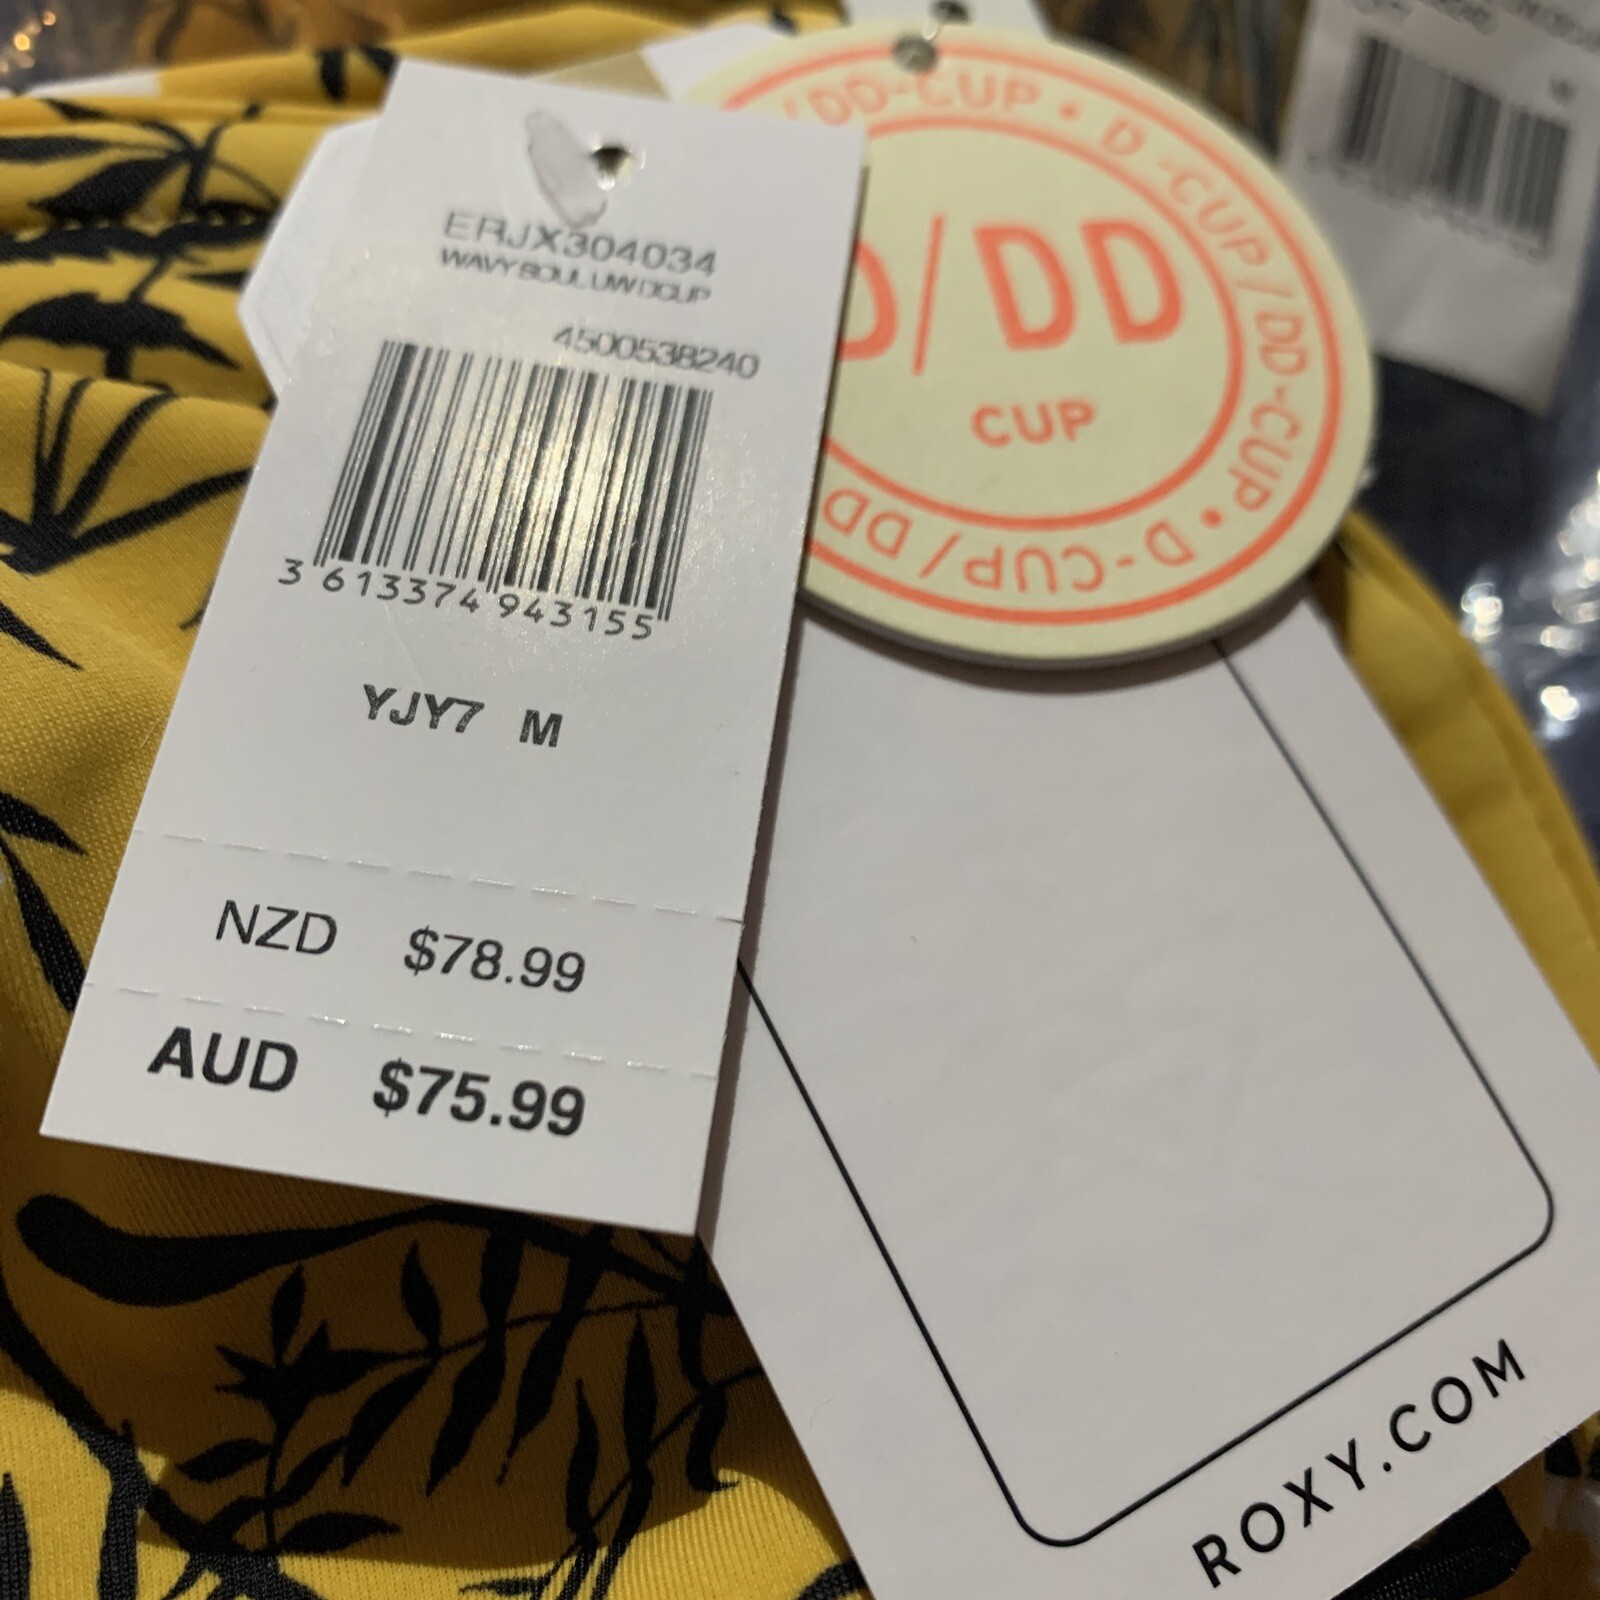 ERJX304034
WAVY SOUL UW D CUP
4500538240
3 613374 943155
YJY7 M
NZD $78.99
AUD $75.99
/DD-CUP • D-CUP/DD-CUP • D-CUP/DD
D/DD
CUP
ROXY.COM